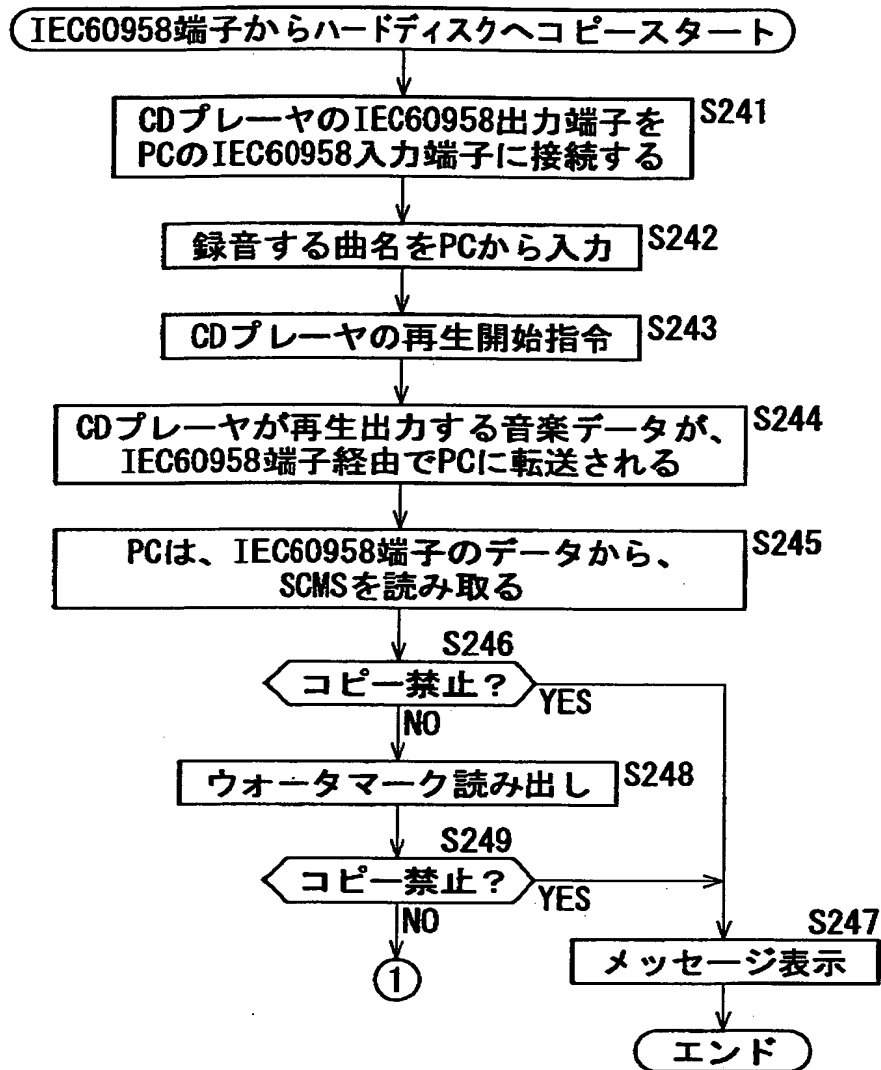 IEC60958端子からハードディスクへコピースタート
CDプレーヤのIEC60958出力端子を
PCのIEC60958入力端子に接続する
S241
録音する曲名をPCから入力
S242
CDプレーヤの再生開始指令
S243
CDプレーヤが再生出力する音楽データが、
IEC60958端子経由でPCに転送される
S244
PCは、IEC60958端子のデータから、
SCMSを読み取る
S245
S246
コピー禁止?
YES
NO
ウォータマーク読み出し
S248
S249
コピー禁止?
YES
NO
①
S247
メッセージ表示
エンド